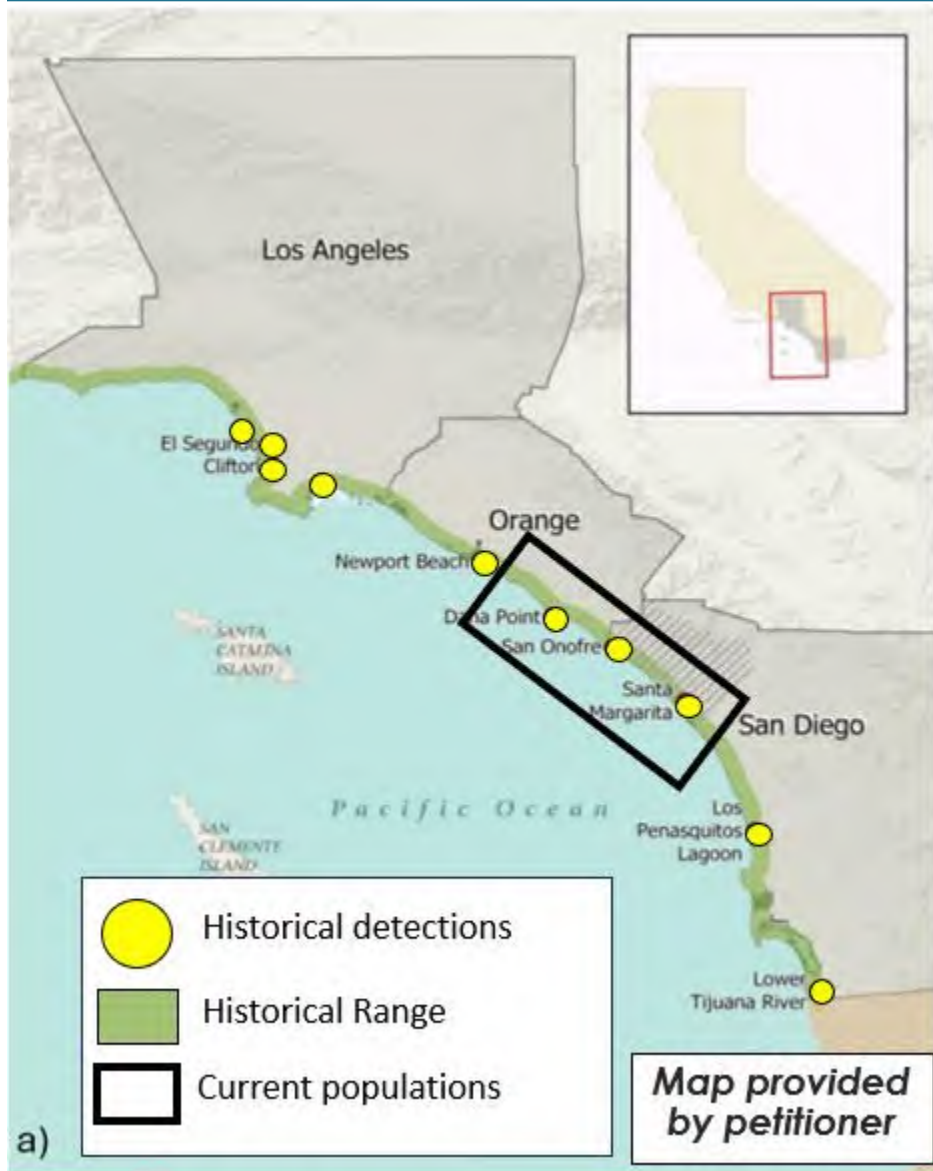 Los Angeles
El Segundo
Clifton
Orange
Newport Beach
Dana Point
San Onofre
SANTA
CATALINA
ISLAND
Santa
Margarita
San Diego
Pacific Ocean
Los
Penasquitos
Lagoon
SAN
CLEMENTE
ISLAND
Historical detections
Historical Range
Current populations
Lower
Tijuana River
Map provided
by petitioner
a)